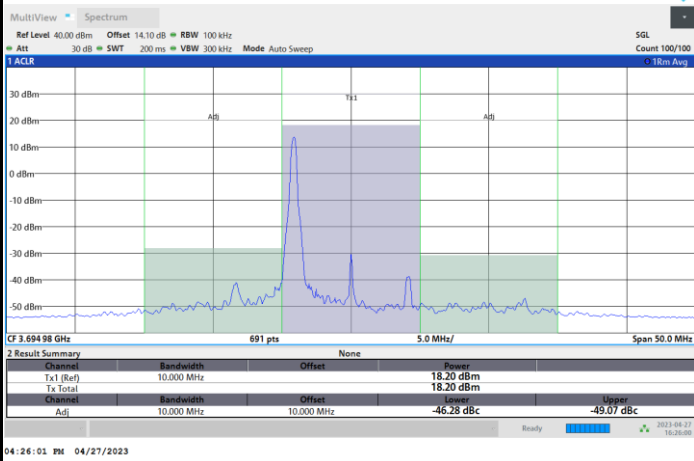 MultiView Spectrum
Ref Level 40.00 dBm Offset 14.10 dB RBW 100 kHz SGL
Att 30 dB SWT 200 ms VBW 300 kHz Mode Auto Sweep Count 100/100
1 ACLR 1Rm Avg
30 dBm
Tx1
20 dBm
Adj Adj
10 dBm
0 dBm
-10 dBm
-20 dBm
-30 dBm
-40 dBm
-50 dBm
CF 3.694 98 GHz 691 pts 5.0 MHz/ Span 50.0 MHz
2 Result Summary None
Channel Bandwidth Offset Power
Tx1 (Ref) 10.000 MHz 18.20 dBm
Tx Total 18.20 dBm
Channel Bandwidth Offset Lower Upper
Adj 10.000 MHz 10.000 MHz -46.28 dBc -49.07 dBc
Ready 2023-04-27
16:26:00
04:26:01 PM 04/27/2023